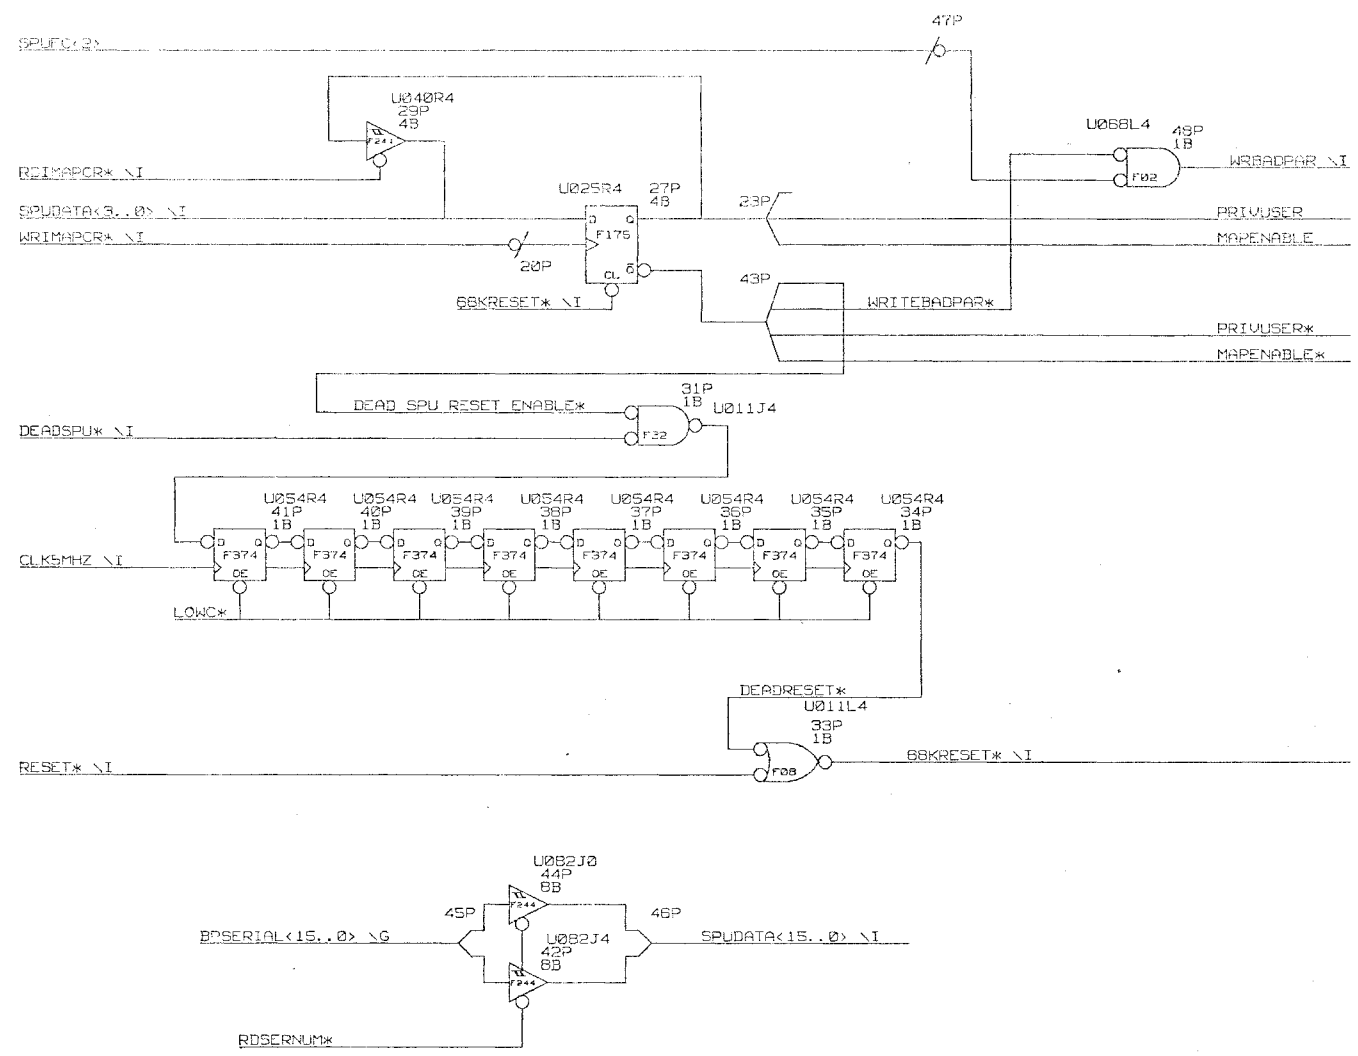 47P
SPUFC<2>
U040R4
29P
4B
F241
U068L4
48P
1B
F02
WRBADPAR \I
RDIMAPCR* \I
U025R4
27P
4B
23P
SPUDATA<3..0> \I
D Q
F175
PRIVUSER
WRIMAPCR* \I
20P
MAPENABLE
CL Q
43P
68KRESET* \I
WRITEBADPAR*
PRIVUSER*
MAPENABLE*
31P
1B
U011J4
DEAD SPU RESET ENABLE*
DEADSPU* \I
F32
U054R4 U054R4 U054R4 U054R4 U054R4 U054R4 U054R4 U054R4
41P 40P 39P 38P 37P 36P 35P 34P
1B 1B 1B 1B 1B 1B 1B 1B
D Q D Q D Q D Q D Q D Q D Q D Q
F374 F374 F374 F374 F374 F374 F374 F374
CLK5MHZ \I
OE OE OE OE OE OE OE OE
LOWC*
DEADRESET*
U011L4
33P
1B
68KRESET* \I
RESET* \I
F08
U082J0
44P
8B
F244
45P
46P
BDSERIAL<15..0> \G
U082J4
SPUDATA<15..0> \I
42P
8B
F244
RDSERNUM*